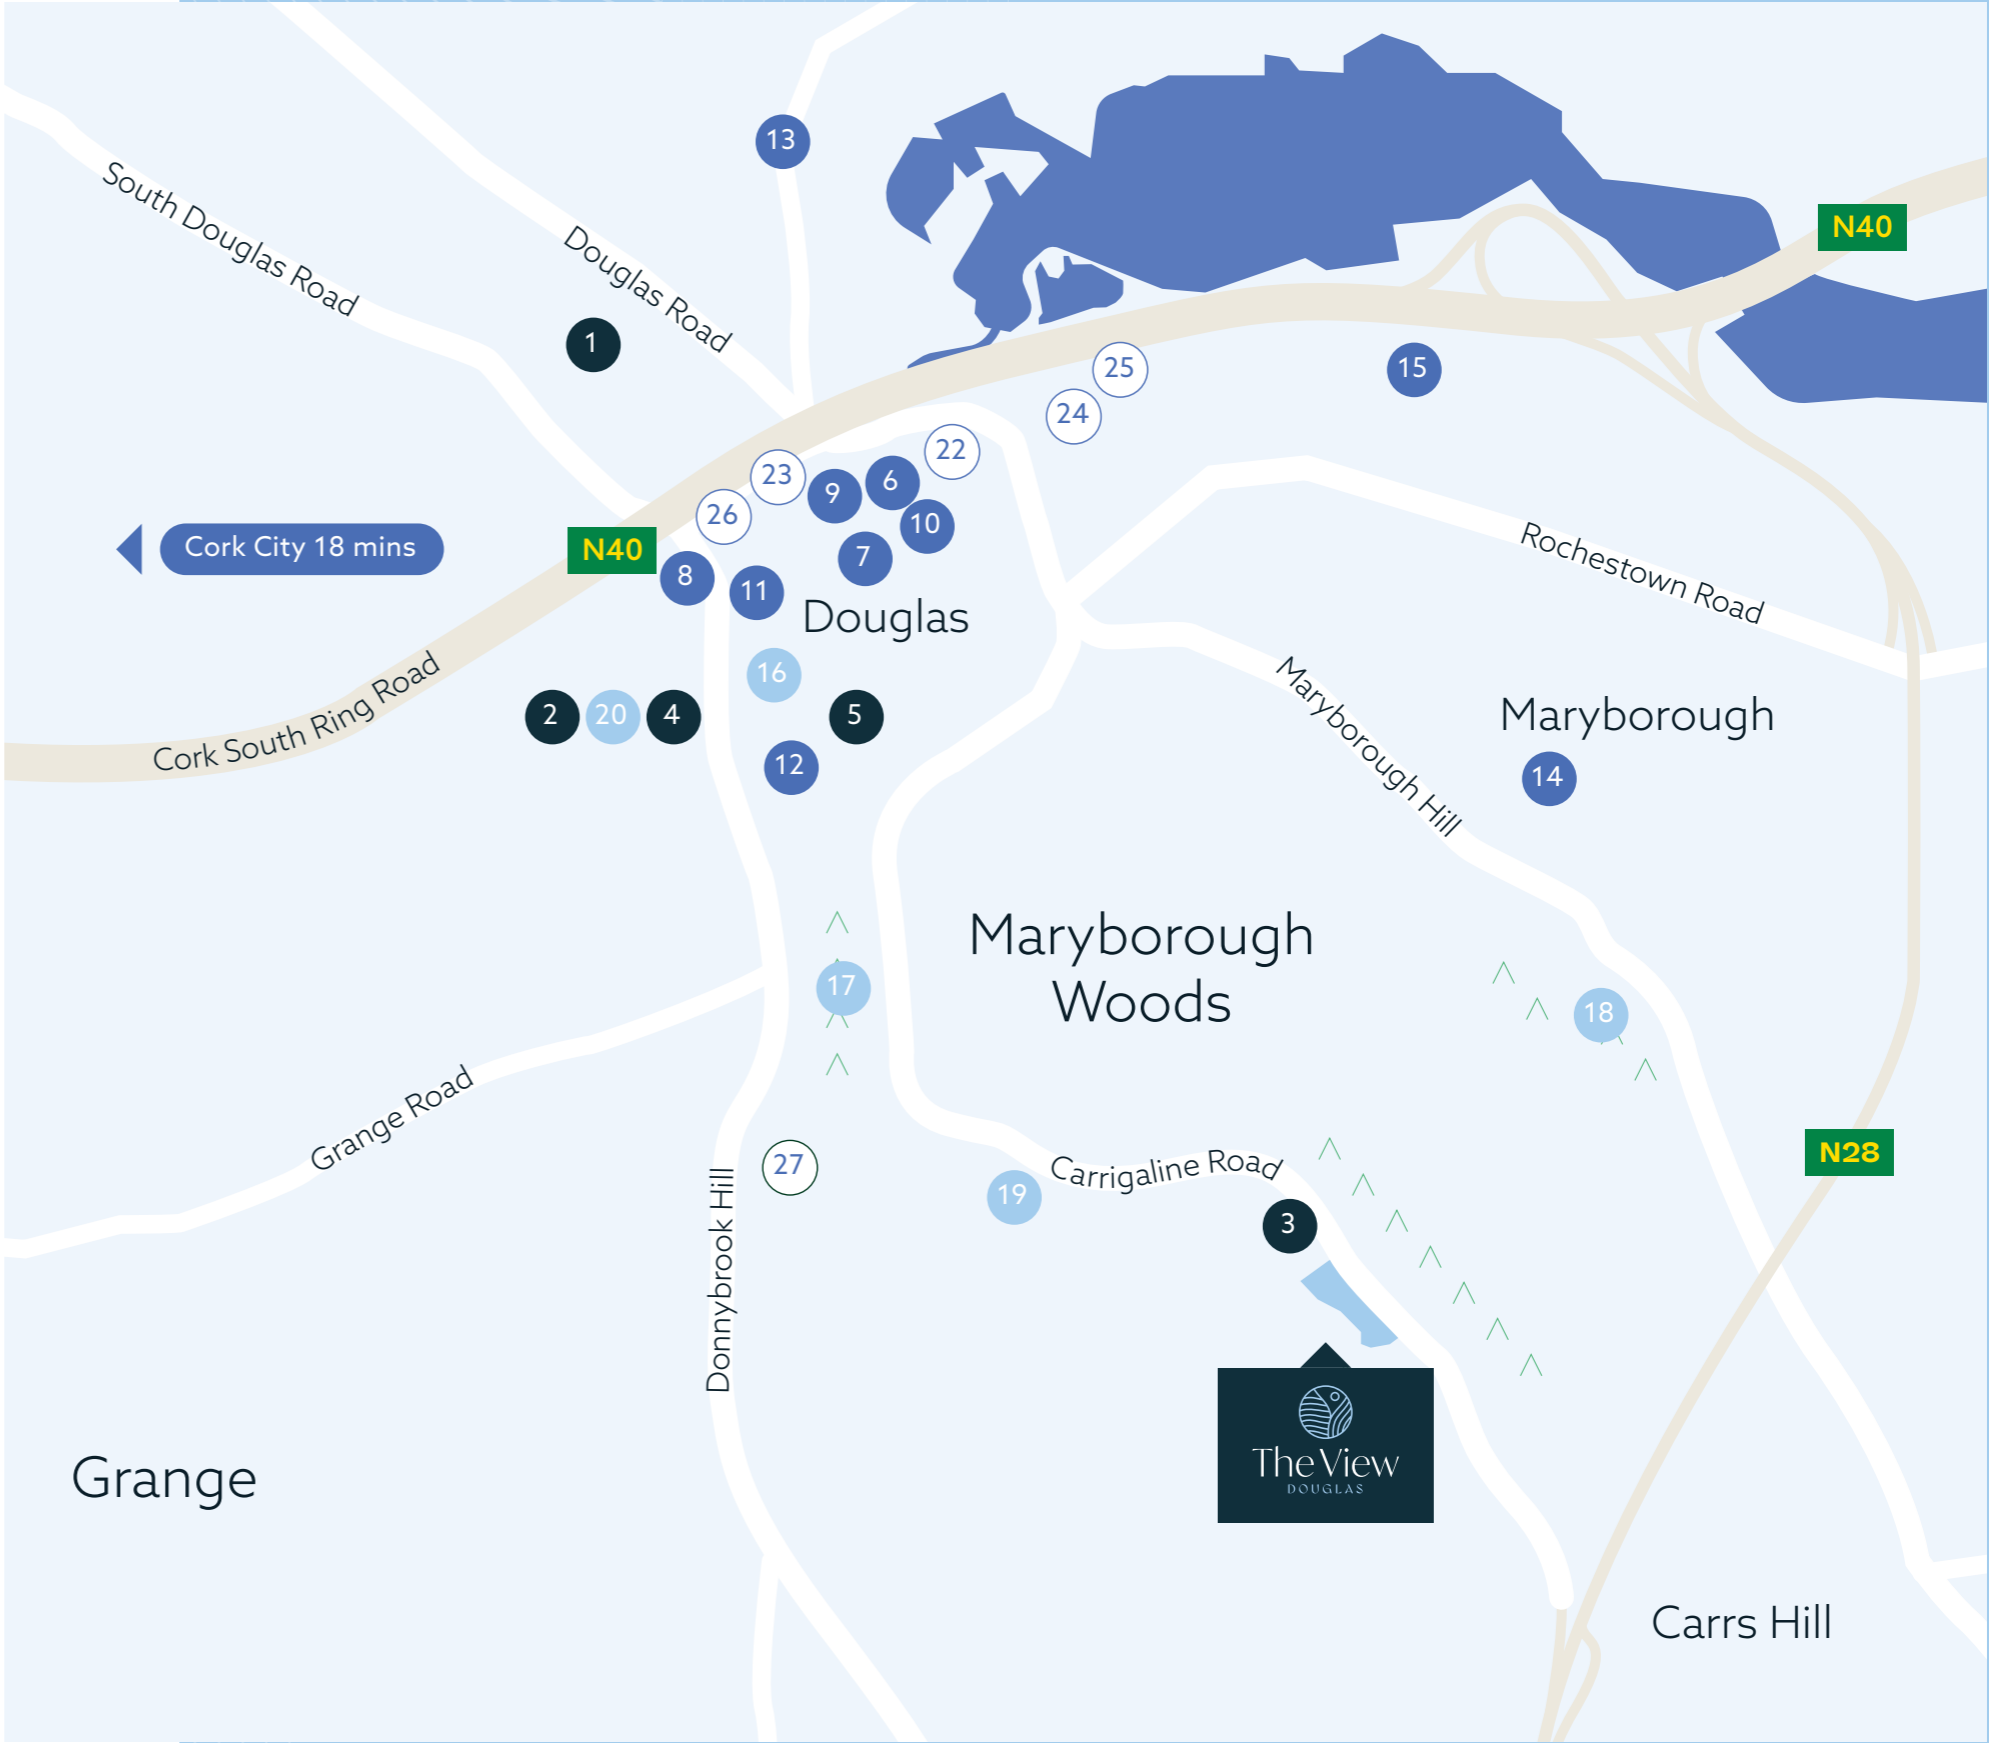 13
N40
South Douglas Road
Douglas Road
1
25
15
24
22
23
6
9
26
10
Cork City 18 mins
N40
7
8
11
Rochestown Road
Douglas
16
Cork South Ring Road
2
20
4
5
Maryborough Hill
Maryborough
12
14
Maryborough
Woods
17
18
Grange Road
N28
27
Carrigaline Road
19
3
Donnybrook Hill
The View
DOUGLAS
Grange
Carrs Hill